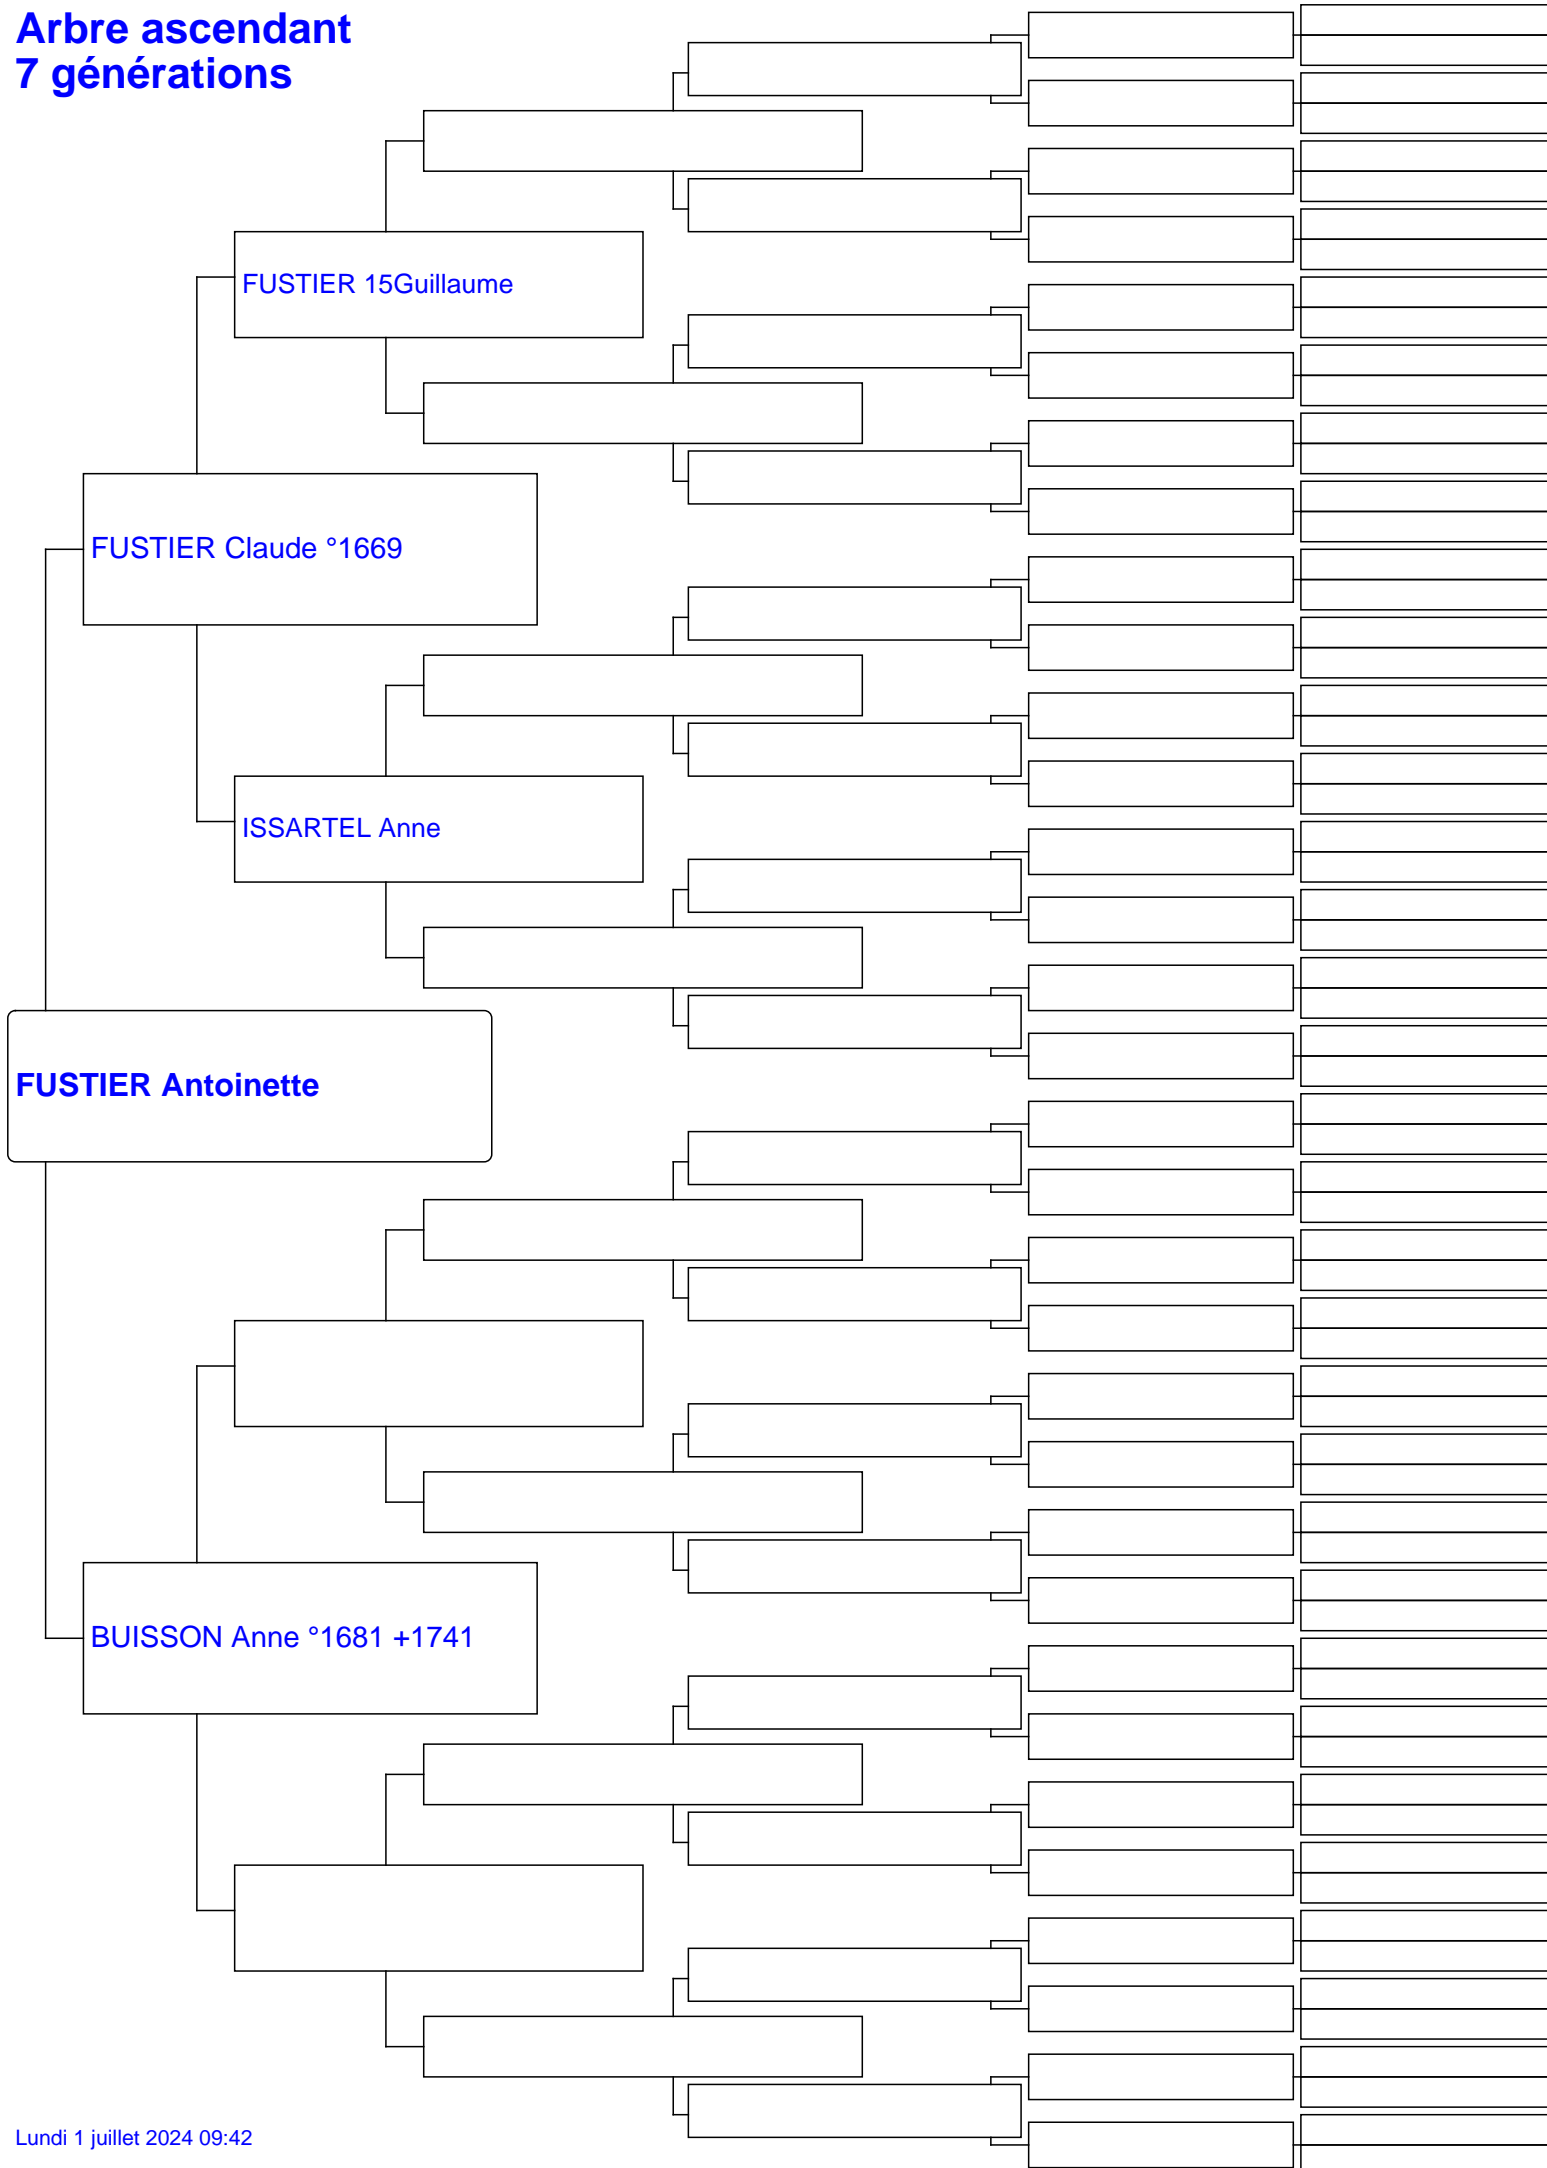 Arbre ascendant
7 générations
FUSTIER 15Guillaume
FUSTIER Claude °1669
ISSARTEL Anne
FUSTIER Antoinette
BUISSON Anne °1681 +1741
Lundi 1 juillet 2024 09:42